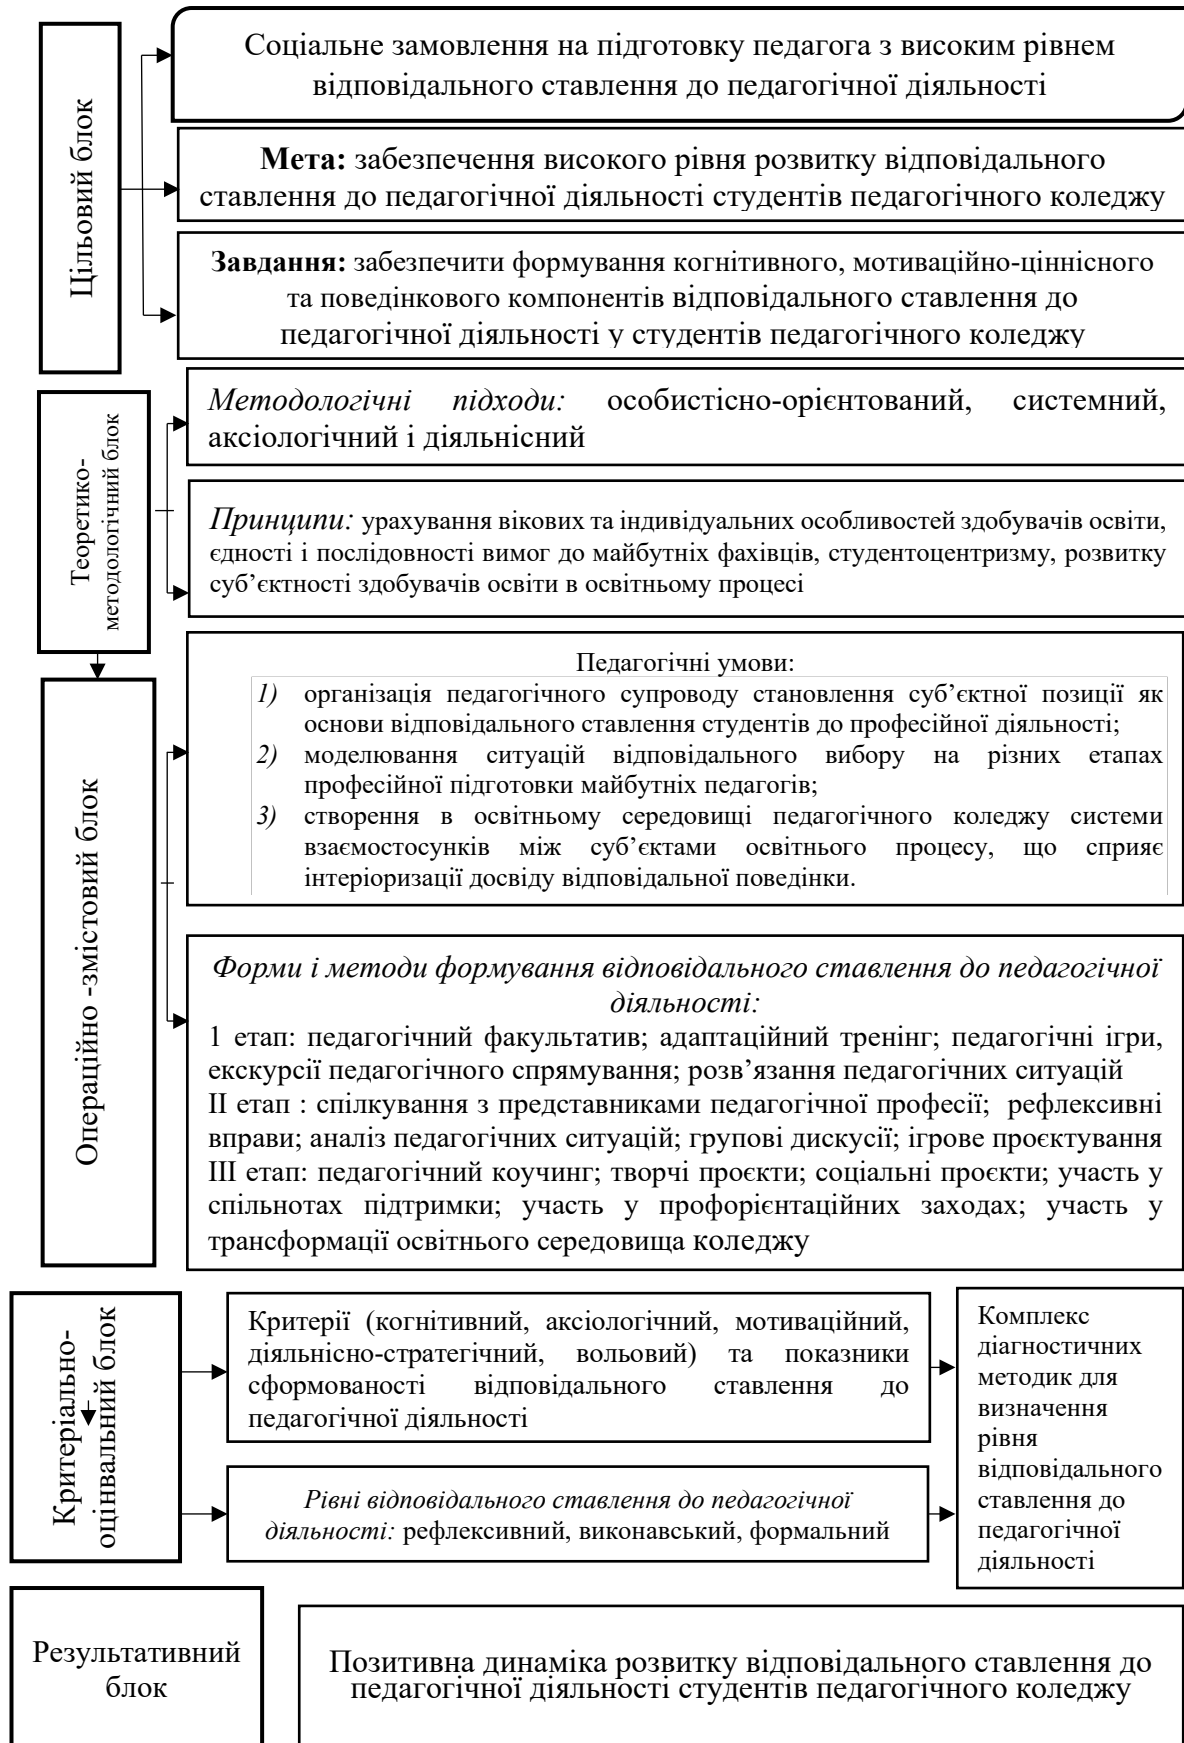 Цільовий блок
Соціальне замовлення на підготовку педагога з високим рівнем
відповідального ставлення до педагогічної діяльності
Мета: забезпечення високого рівня розвитку відповідального
ставлення до педагогічної діяльності студентів педагогічного коледжу
Завдання: забезпечити формування когнітивного, мотиваційно-ціннісного
та поведінкового компонентів відповідального ставлення до
педагогічної діяльності у студентів педагогічного коледжу
Теоретико-
методологічний блок
Методологічні підходи: особистісно-орієнтований, системний,
аксіологічний і діяльнісний
Принципи: урахування вікових та індивідуальних особливостей здобувачів освіти,
єдності і послідовності вимог до майбутніх фахівців, студентоцентризму, розвитку
суб’єктності здобувачів освіти в освітньому процесі
Операційно -змістовий блок
Педагогічні умови:
1) організація педагогічного супроводу становлення суб’єктної позиції як
основи відповідального ставлення студентів до професійної діяльності;
2) моделювання ситуацій відповідального вибору на різних етапах
професійної підготовки майбутніх педагогів;
3) створення в освітньому середовищі педагогічного коледжу системи
взаємостосунків між суб’єктами освітнього процесу, що сприяє
інтеріоризації досвіду відповідальної поведінки.
Форми і методи формування відповідального ставлення до педагогічної
діяльності:
1 етап: педагогічний факультатив; адаптаційний тренінг; педагогічні ігри,
екскурсії педагогічного спрямування; розв’язання педагогічних ситуацій
ІІ етап : спілкування з представниками педагогічної професії; рефлексивні
вправи; аналіз педагогічних ситуацій; групові дискусії; ігрове проєктування
ІІІ етап: педагогічний коучинг; творчі проєкти; соціальні проєкти; участь у
спільнотах підтримки; участь у профорієнтаційних заходах; участь у
трансформації освітнього середовища коледжу
Критеріально-
оцінвальний блок
Критерії (когнітивний, аксіологічний, мотиваційний,
діяльнісно-стратегічний, вольовий) та показники
сформованості відповідального ставлення до
педагогічної діяльності
Рівні відповідального ставлення до педагогічної
діяльності: рефлексивний, виконавський, формальний
Комплекс
діагностичних
методик для
визначення
рівня
відповідального
ставлення до
педагогічної
діяльності
Результативний
блок
Позитивна динаміка розвитку відповідального ставлення до
педагогічної діяльності студентів педагогічного коледжу